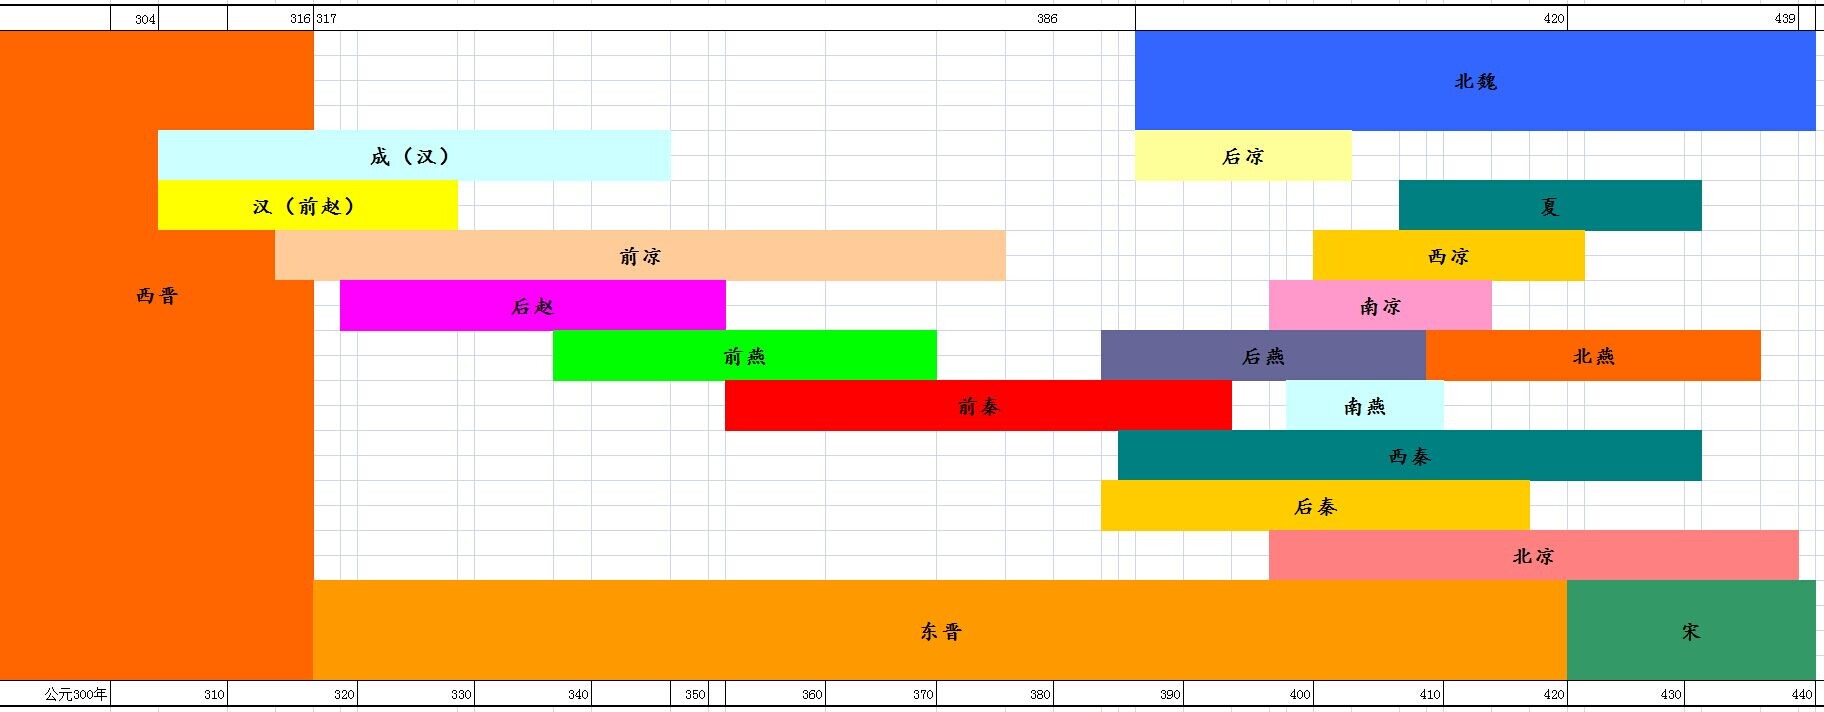 304 316 317 386 420 439
北魏
成（汉） 后凉
汉（前赵） 夏
前凉 西凉
西晋
后赵 南凉
前燕 后燕 北燕
前秦 南燕
西秦
后秦
北凉
东晋 宋
公元300年 310 320 330 340 350 360 370 380 390 400 410 420 430 440